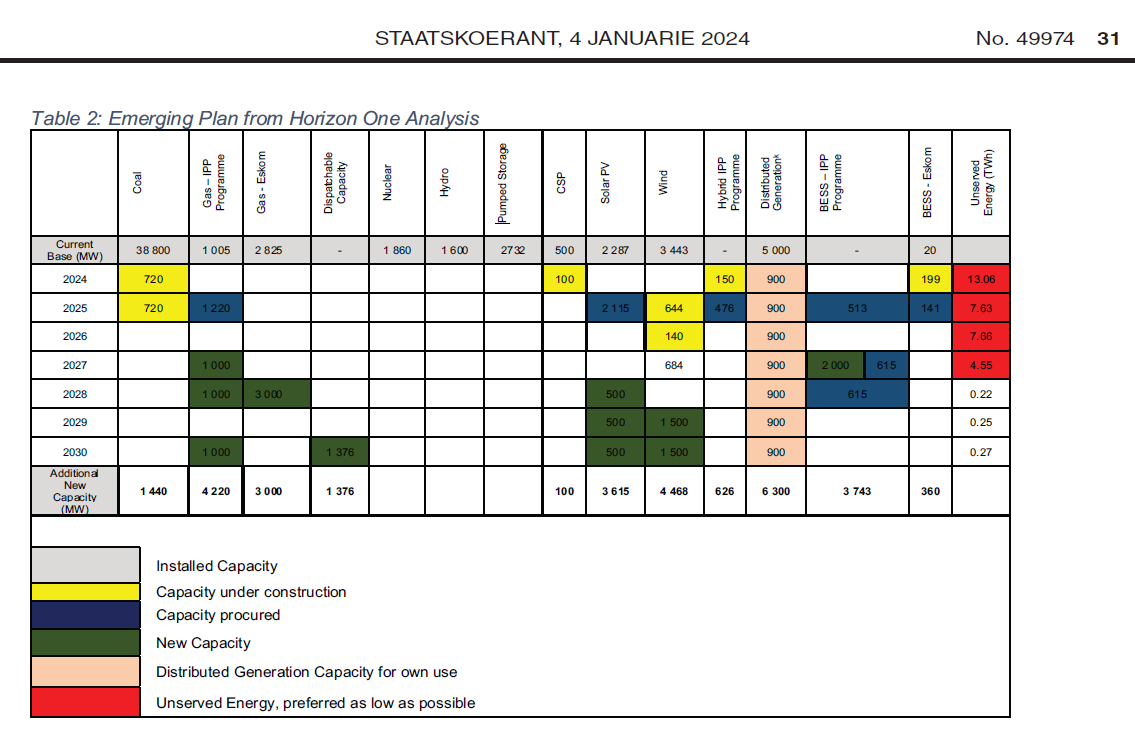 STAATSKOERANT, 4 JANUARIE 2024 No. 49974 31
Table 2: Emerging Plan from Horizon One Analysis
Coal Gas – IPP Programme Gas - Eskom Dispatchable Capacity Nuclear Hydro Pumped Storage CSP Solar PV Wind Hybrid IPP Programme Distributed Generationᵏ BESS – IPP Programme BESS - Eskom Unserved Energy (TWh)
Current Base (MW) 38 800 1 005 2 825 - 1 860 1 600 2732 500 2 287 3 443 - 5 000 - 20
2024 720 100 150 900 199 13.06
2025 720 1 220 2 115 644 476 900 513 141 7.63
2026 140 900 7.66
2027 1 000 684 900 2 000 615 4.55
2028 1 000 3 000 500 900 615 0.22
2029 500 1 500 900 0.25
2030 1 000 1 376 500 1 500 900 0.27
Additional New Capacity (MW) 1 440 4 220 3 000 1 376 100 3 615 4 468 626 6 300 3 743 360
Installed Capacity
Capacity under construction
Capacity procured
New Capacity
Distributed Generation Capacity for own use
Unserved Energy, preferred as low as possible